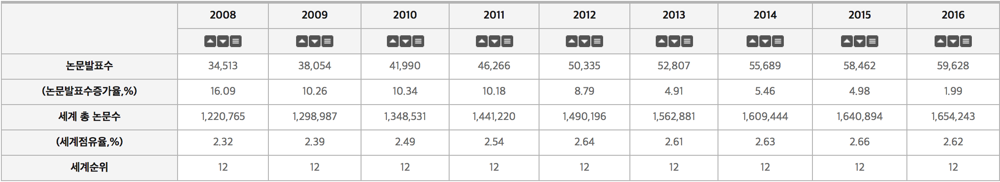 2008 2009 2010 2011 2012 2013 2014 2015 2016
논문발표수 34,513 38,054 41,990 46,266 50,335 52,807 55,689 58,462 59,628
(논문발표수증가율,%) 16.09 10.26 10.34 10.18 8.79 4.91 5.46 4.98 1.99
세계 총 논문수 1,220,765 1,298,987 1,348,531 1,441,220 1,490,196 1,562,881 1,609,444 1,640,894 1,654,243
(세계점유율,%) 2.32 2.39 2.49 2.54 2.64 2.61 2.63 2.66 2.62
세계순위 12 12 12 12 12 12 12 12 12